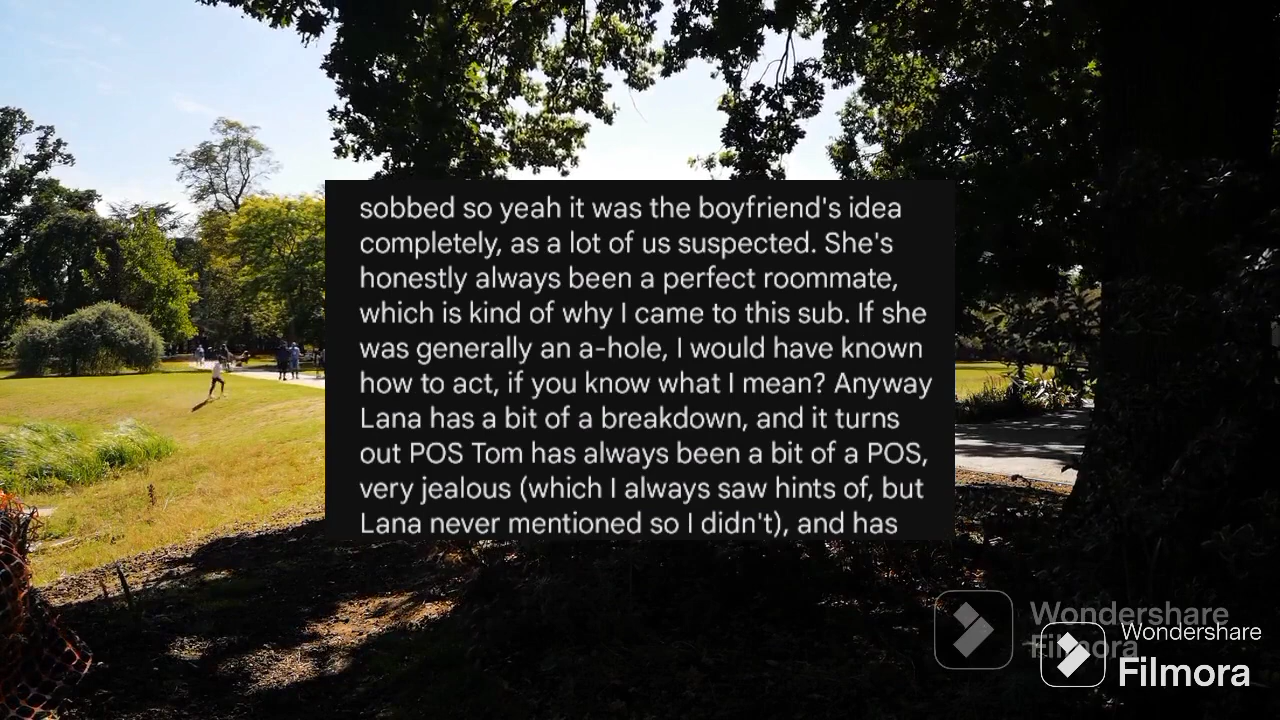 sobbed so yeah it was the boyfriend's idea
completely, as a lot of us suspected. She's
honestly always been a perfect roommate,
which is kind of why I came to this sub. If she
was generally an a-hole, I would have known
how to act, if you know what I mean? Anyway
Lana has a bit of a breakdown, and it turns
out POS Tom has always been a bit of a POS,
very jealous (which I always saw hints of, but
Lana never mentioned so I didn't), and has
Wondershare
Filmora
Wondershare
Filmora